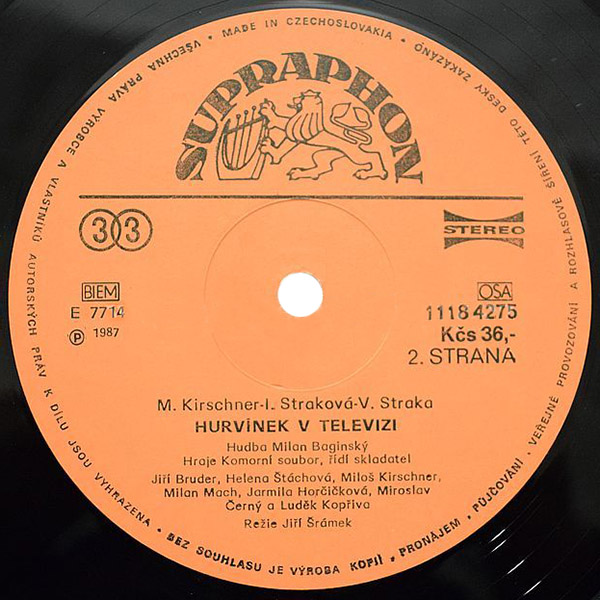 VŠECHNA PRÁVA VÝROBCE A VLASTNÍKŮ AUTORSKÝCH PRÁV K DÍLU JSOU VYHRAZENA • BEZ SOUHLASU JE VÝROBA KOPIÍ, PRONÁJEM, PŮJČOVÁNÍ, VEŘEJNÉ PROVOZOVÁNÍ A ROZHLASOVÉ ŠÍŘENÍ TÉTO DESKY ZAKÁZÁNO • MADE IN CZECHOSLOVAKIA •
SUPRAPHON
33
STEREO
BIEM
E 7714
℗ 1987
OSA
1118 4275
Kčs 36,-
2. STRANA
M. Kirschner-I. Straková-V. Straka
HURVÍNEK V TELEVIZI
Hudba Milan Baginský
Hraje Komorní soubor, řídí skladatel
Jiří Bruder, Helena Štáchová, Miloš Kirschner,
Milan Mach, Jarmila Horčičková, Miroslav
Černý a Luděk Kopřiva
Režie Jiří Šrámek